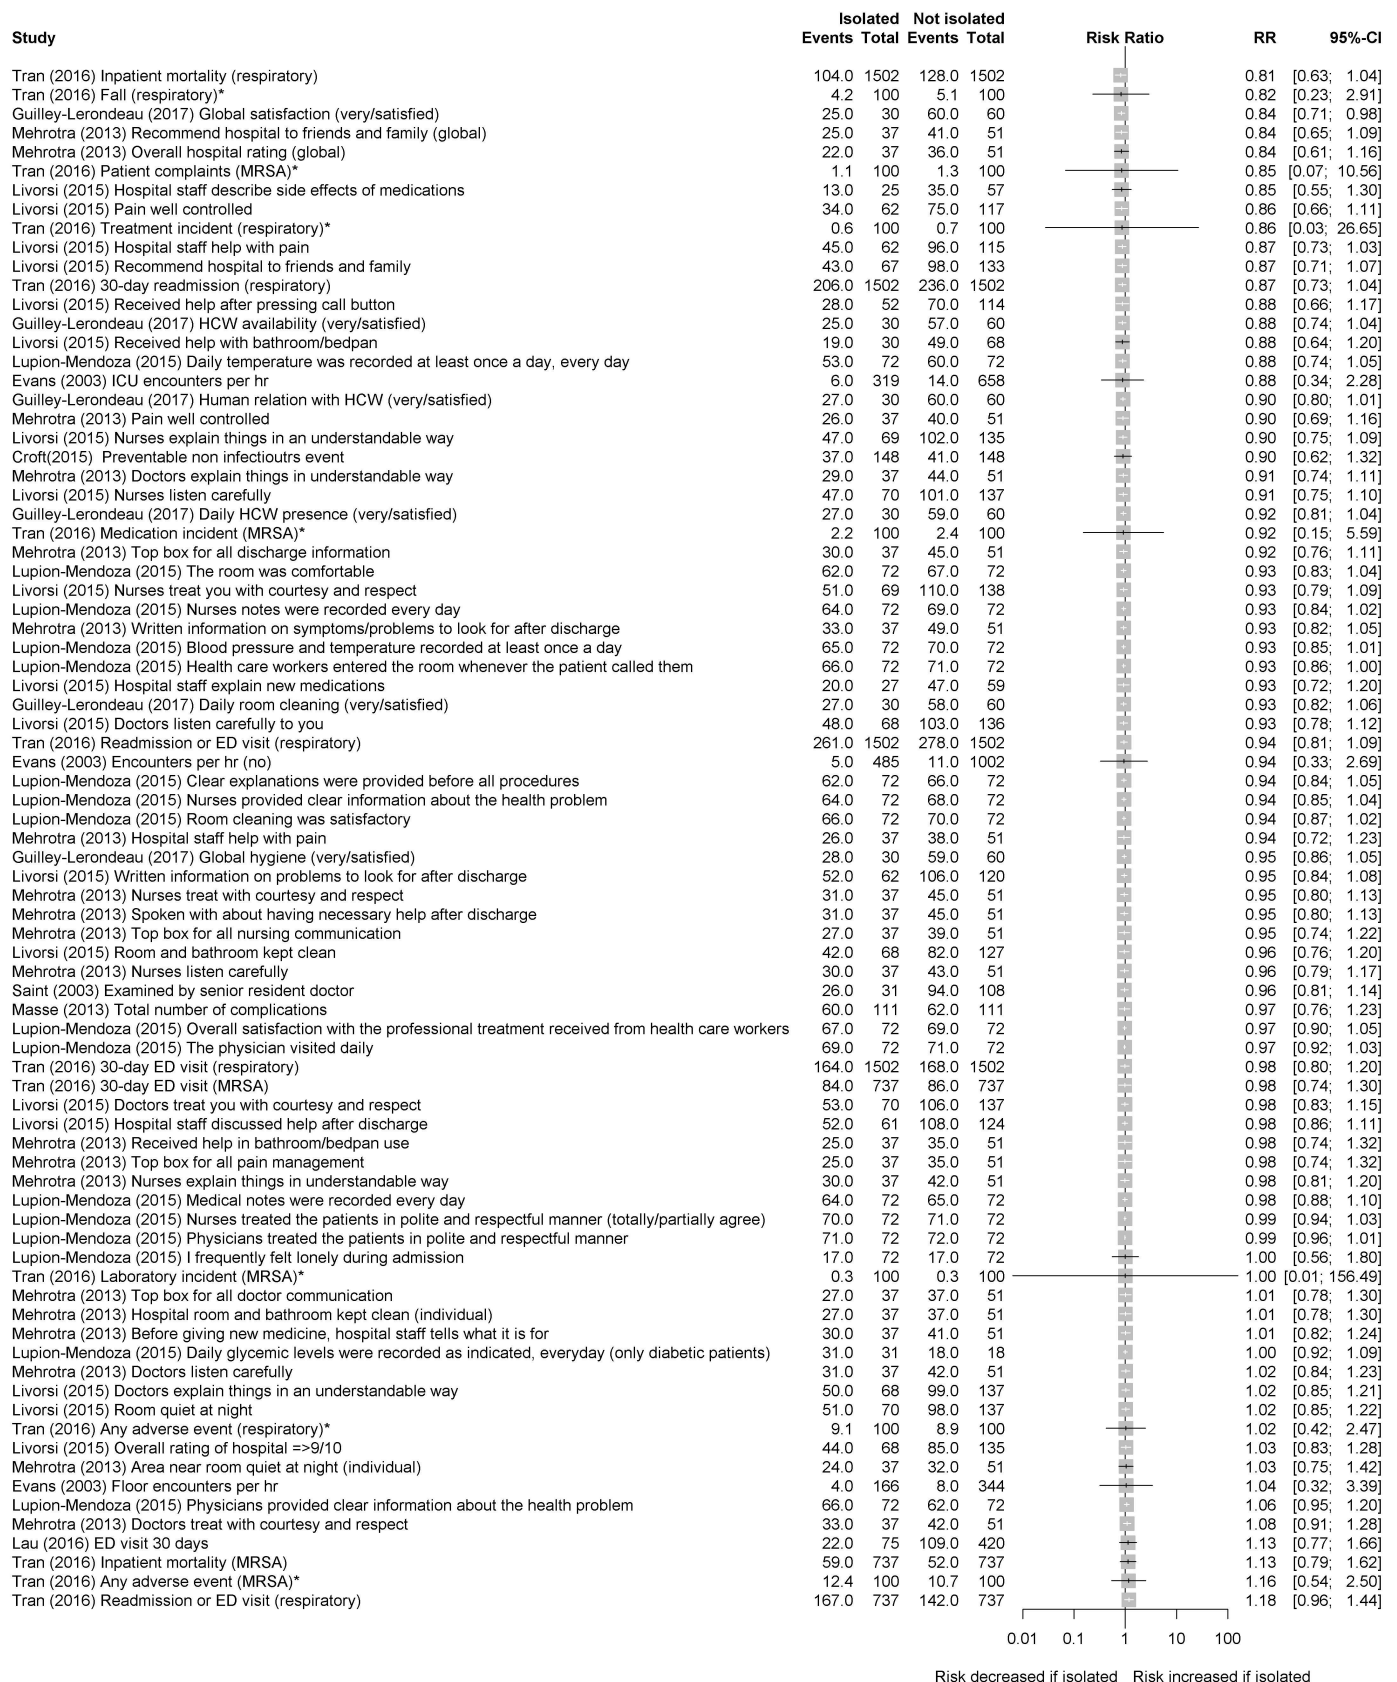 Isolated Not isolated
Study Events Total Events Total Risk Ratio RR 95%-CI
Tran (2016) Inpatient mortality (respiratory) 104.0 1502 128.0 1502 0.81 [0.63; 1.04]
Tran (2016) Fall (respiratory)* 4.2 100 5.1 100 0.82 [0.23; 2.91]
Guilley-Lerondeau (2017) Global satisfaction (very/satisfied) 25.0 30 60.0 60 0.84 [0.71; 0.98]
Mehrotra (2013) Recommend hospital to friends and family (global) 25.0 37 41.0 51 0.84 [0.65; 1.09]
Mehrotra (2013) Overall hospital rating (global) 22.0 37 36.0 51 0.84 [0.61; 1.16]
Tran (2016) Patient complaints (MRSA)* 1.1 100 1.3 100 0.85 [0.07; 10.56]
Livorsi (2015) Hospital staff describe side effects of medications 13.0 25 35.0 57 0.85 [0.55; 1.30]
Livorsi (2015) Pain well controlled 34.0 62 75.0 117 0.86 [0.66; 1.11]
Tran (2016) Treatment incident (respiratory)* 0.6 100 0.7 100 0.86 [0.03; 26.65]
Livorsi (2015) Hospital staff help with pain 45.0 62 96.0 115 0.87 [0.73; 1.03]
Livorsi (2015) Recommend hospital to friends and family 43.0 67 98.0 133 0.87 [0.71; 1.07]
Tran (2016) 30-day readmission (respiratory) 206.0 1502 236.0 1502 0.87 [0.73; 1.04]
Livorsi (2015) Received help after pressing call button 28.0 52 70.0 114 0.88 [0.66; 1.17]
Guilley-Lerondeau (2017) HCW availability (very/satisfied) 25.0 30 57.0 60 0.88 [0.74; 1.04]
Livorsi (2015) Received help with bathroom/bedpan 19.0 30 49.0 68 0.88 [0.64; 1.20]
Lupion-Mendoza (2015) Daily temperature was recorded at least once a day, every day 53.0 72 60.0 72 0.88 [0.74; 1.05]
Evans (2003) ICU encounters per hr 6.0 319 14.0 658 0.88 [0.34; 2.28]
Guilley-Lerondeau (2017) Human relation with HCW (very/satisfied) 27.0 30 60.0 60 0.90 [0.80; 1.01]
Mehrotra (2013) Pain well controlled 26.0 37 40.0 51 0.90 [0.69; 1.16]
Livorsi (2015) Nurses explain things in an understandable way 47.0 69 102.0 135 0.90 [0.75; 1.09]
Croft(2015) Preventable non infectioutrs event 37.0 148 41.0 148 0.90 [0.62; 1.32]
Mehrotra (2013) Doctors explain things in understandable way 29.0 37 44.0 51 0.91 [0.74; 1.11]
Livorsi (2015) Nurses listen carefully 47.0 70 101.0 137 0.91 [0.75; 1.10]
Guilley-Lerondeau (2017) Daily HCW presence (very/satisfied) 27.0 30 59.0 60 0.92 [0.81; 1.04]
Tran (2016) Medication incident (MRSA)* 2.2 100 2.4 100 0.92 [0.15; 5.59]
Mehrotra (2013) Top box for all discharge information 30.0 37 45.0 51 0.92 [0.76; 1.11]
Lupion-Mendoza (2015) The room was comfortable 62.0 72 67.0 72 0.93 [0.83; 1.04]
Livorsi (2015) Nurses treat you with courtesy and respect 51.0 69 110.0 138 0.93 [0.79; 1.09]
Lupion-Mendoza (2015) Nurses notes were recorded every day 64.0 72 69.0 72 0.93 [0.84; 1.02]
Mehrotra (2013) Written information on symptoms/problems to look for after discharge 33.0 37 49.0 51 0.93 [0.82; 1.05]
Lupion-Mendoza (2015) Blood pressure and temperature recorded at least once a day 65.0 72 70.0 72 0.93 [0.85; 1.01]
Lupion-Mendoza (2015) Health care workers entered the room whenever the patient called them 66.0 72 71.0 72 0.93 [0.86; 1.00]
Livorsi (2015) Hospital staff explain new medications 20.0 27 47.0 59 0.93 [0.72; 1.20]
Guilley-Lerondeau (2017) Daily room cleaning (very/satisfied) 27.0 30 58.0 60 0.93 [0.82; 1.06]
Livorsi (2015) Doctors listen carefully to you 48.0 68 103.0 136 0.93 [0.78; 1.12]
Tran (2016) Readmission or ED visit (respiratory) 261.0 1502 278.0 1502 0.94 [0.81; 1.09]
Evans (2003) Encounters per hr (no) 5.0 485 11.0 1002 0.94 [0.33; 2.69]
Lupion-Mendoza (2015) Clear explanations were provided before all procedures 62.0 72 66.0 72 0.94 [0.84; 1.05]
Lupion-Mendoza (2015) Nurses provided clear information about the health problem 64.0 72 68.0 72 0.94 [0.85; 1.04]
Lupion-Mendoza (2015) Room cleaning was satisfactory 66.0 72 70.0 72 0.94 [0.87; 1.02]
Mehrotra (2013) Hospital staff help with pain 26.0 37 38.0 51 0.94 [0.72; 1.23]
Guilley-Lerondeau (2017) Global hygiene (very/satisfied) 28.0 30 59.0 60 0.95 [0.86; 1.05]
Livorsi (2015) Written information on problems to look for after discharge 52.0 62 106.0 120 0.95 [0.84; 1.08]
Mehrotra (2013) Nurses treat with courtesy and respect 31.0 37 45.0 51 0.95 [0.80; 1.13]
Mehrotra (2013) Spoken with about having necessary help after discharge 31.0 37 45.0 51 0.95 [0.80; 1.13]
Mehrotra (2013) Top box for all nursing communication 27.0 37 39.0 51 0.95 [0.74; 1.22]
Livorsi (2015) Room and bathroom kept clean 42.0 68 82.0 127 0.96 [0.76; 1.20]
Mehrotra (2013) Nurses listen carefully 30.0 37 43.0 51 0.96 [0.79; 1.17]
Saint (2003) Examined by senior resident doctor 26.0 31 94.0 108 0.96 [0.81; 1.14]
Masse (2013) Total number of complications 60.0 111 62.0 111 0.97 [0.76; 1.23]
Lupion-Mendoza (2015) Overall satisfaction with the professional treatment received from health care workers 67.0 72 69.0 72 0.97 [0.90; 1.05]
Lupion-Mendoza (2015) The physician visited daily 69.0 72 71.0 72 0.97 [0.92; 1.03]
Tran (2016) 30-day ED visit (respiratory) 164.0 1502 168.0 1502 0.98 [0.80; 1.20]
Tran (2016) 30-day ED visit (MRSA) 84.0 737 86.0 737 0.98 [0.74; 1.30]
Livorsi (2015) Doctors treat you with courtesy and respect 53.0 70 106.0 137 0.98 [0.83; 1.15]
Livorsi (2015) Hospital staff discussed help after discharge 52.0 61 108.0 124 0.98 [0.86; 1.11]
Mehrotra (2013) Received help in bathroom/bedpan use 25.0 37 35.0 51 0.98 [0.74; 1.32]
Mehrotra (2013) Top box for all pain management 25.0 37 35.0 51 0.98 [0.74; 1.32]
Mehrotra (2013) Nurses explain things in understandable way 30.0 37 42.0 51 0.98 [0.81; 1.20]
Lupion-Mendoza (2015) Medical notes were recorded every day 64.0 72 65.0 72 0.98 [0.88; 1.10]
Lupion-Mendoza (2015) Nurses treated the patients in polite and respectful manner (totally/partially agree) 70.0 72 71.0 72 0.99 [0.94; 1.03]
Lupion-Mendoza (2015) Physicians treated the patients in polite and respectful manner 71.0 72 72.0 72 0.99 [0.96; 1.01]
Lupion-Mendoza (2015) I frequently felt lonely during admission 17.0 72 17.0 72 1.00 [0.56; 1.80]
Tran (2016) Laboratory incident (MRSA)* 0.3 100 0.3 100 1.00 [0.01; 156.49]
Mehrotra (2013) Top box for all doctor communication 27.0 37 37.0 51 1.01 [0.78; 1.30]
Mehrotra (2013) Hospital room and bathroom kept clean (individual) 27.0 37 37.0 51 1.01 [0.78; 1.30]
Mehrotra (2013) Before giving new medicine, hospital staff tells what it is for 30.0 37 41.0 51 1.01 [0.82; 1.24]
Lupion-Mendoza (2015) Daily glycemic levels were recorded as indicated, everyday (only diabetic patients) 31.0 31 18.0 18 1.00 [0.92; 1.09]
Mehrotra (2013) Doctors listen carefully 31.0 37 42.0 51 1.02 [0.84; 1.23]
Livorsi (2015) Doctors explain things in an understandable way 50.0 68 99.0 137 1.02 [0.85; 1.21]
Livorsi (2015) Room quiet at night 51.0 70 98.0 137 1.02 [0.85; 1.22]
Tran (2016) Any adverse event (respiratory)* 9.1 100 8.9 100 1.02 [0.42; 2.47]
Livorsi (2015) Overall rating of hospital =>9/10 44.0 68 85.0 135 1.03 [0.83; 1.28]
Mehrotra (2013) Area near room quiet at night (individual) 24.0 37 32.0 51 1.03 [0.75; 1.42]
Evans (2003) Floor encounters per hr 4.0 166 8.0 344 1.04 [0.32; 3.39]
Lupion-Mendoza (2015) Physicians provided clear information about the health problem 66.0 72 62.0 72 1.06 [0.95; 1.20]
Mehrotra (2013) Doctors treat with courtesy and respect 33.0 37 42.0 51 1.08 [0.91; 1.28]
Lau (2016) ED visit 30 days 22.0 75 109.0 420 1.13 [0.77; 1.66]
Tran (2016) Inpatient mortality (MRSA) 59.0 737 52.0 737 1.13 [0.79; 1.62]
Tran (2016) Any adverse event (MRSA)* 12.4 100 10.7 100 1.16 [0.54; 2.50]
Tran (2016) Readmission or ED visit (respiratory) 167.0 737 142.0 737 1.18 [0.96; 1.44]
0.01 0.1 1 10 100
Risk decreased if isolated Risk increased if isolated